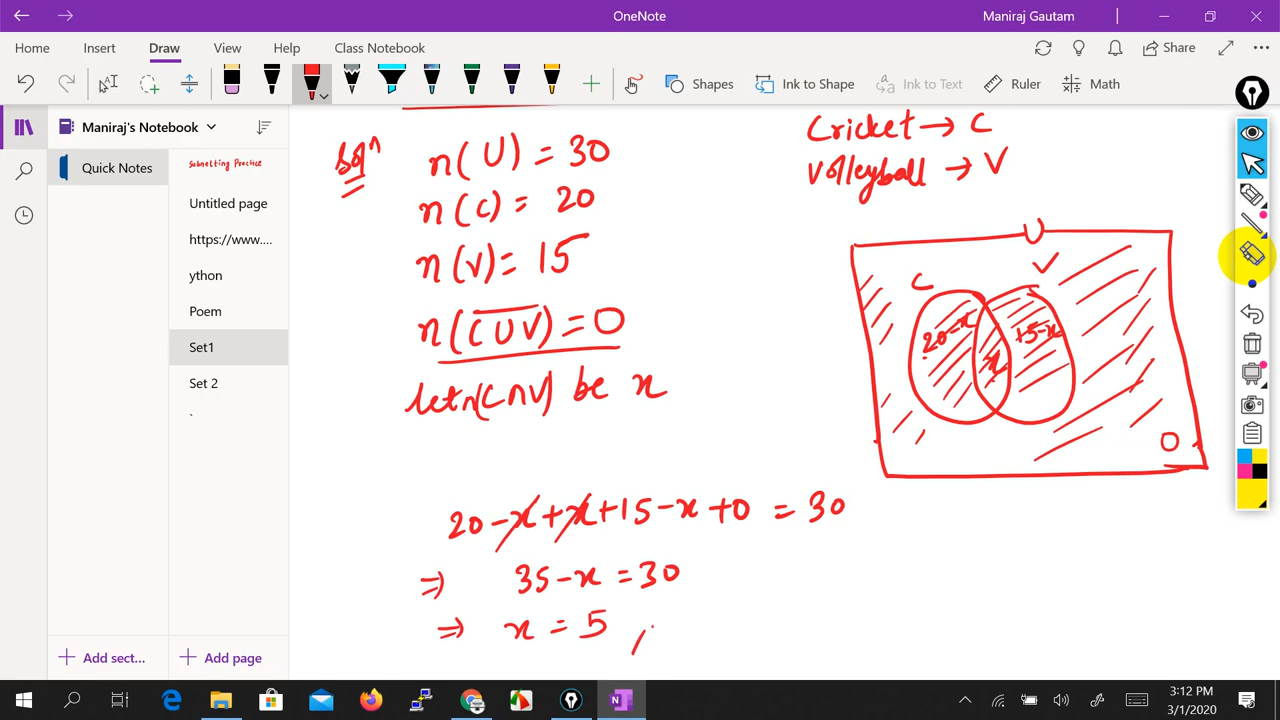 OneNote
Maniraj Gautam
Home Insert Draw View Help Class Notebook
Share
Shapes Ink to Shape Ink to Text Ruler Math
Maniraj's Notebook
Quick Notes
Subnetting Practice
Untitled page
https://www....
ython
Poem
Set1
Set 2
Add sect...
Add page
Solⁿ
n(U) = 30
n(C) = 20
n(V) = 15
n(C̅ ̅U̅ ̅V̅) = 0
let n(C∩V) be x
20 - x + x + 15 - x + 0 = 30
⇒ 35 - x = 30
⇒ x = 5
Cricket → C
Volleyball → V
U
C V
20-x x 15-x
0
3:12 PM
3/1/2020